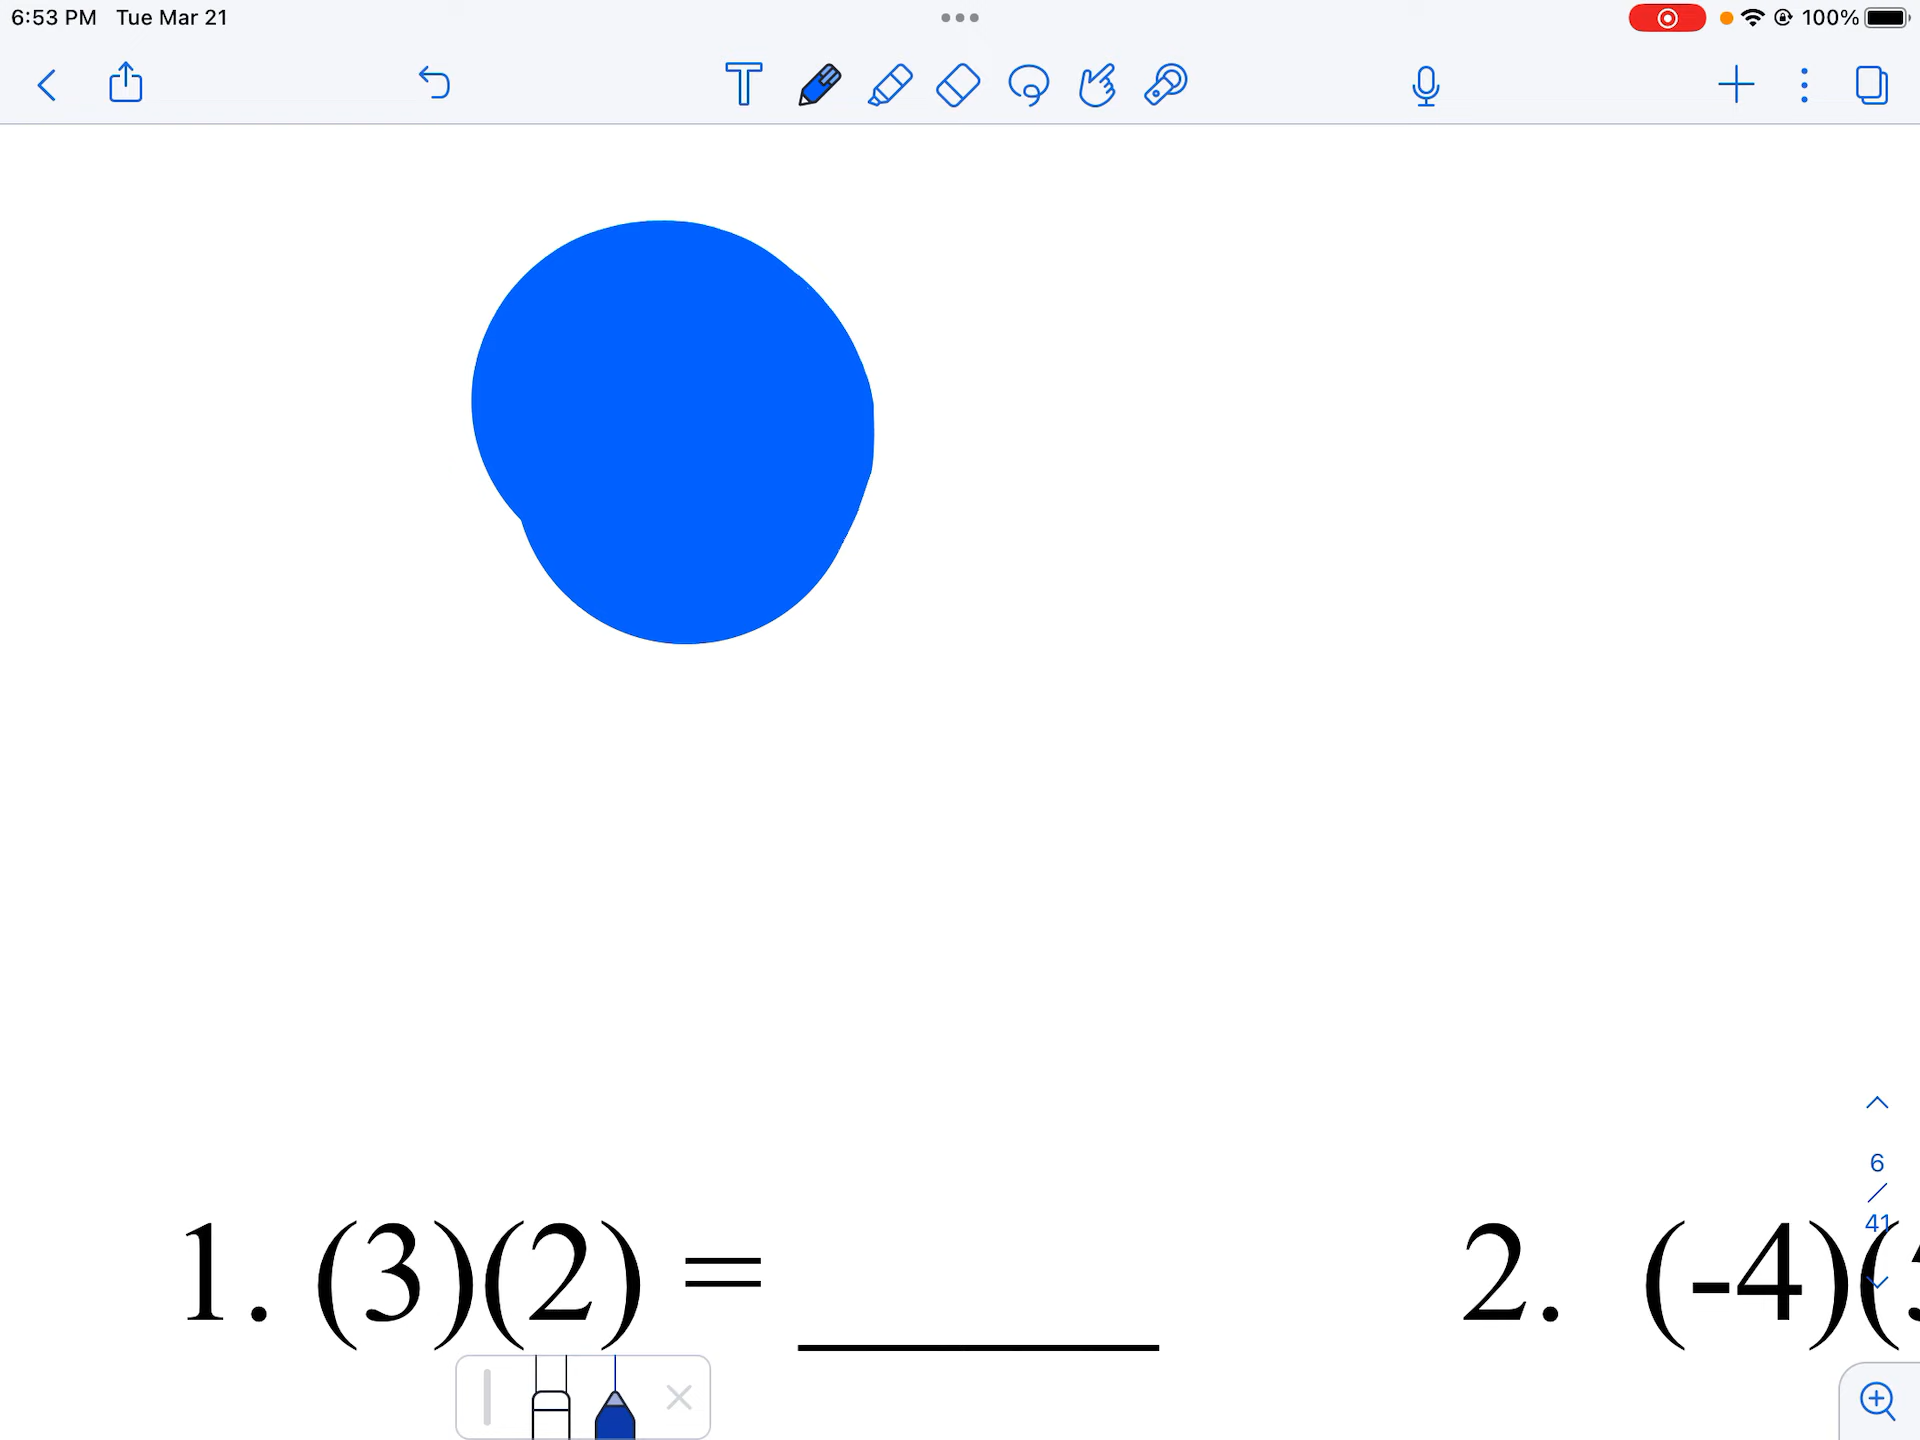 6:53 PM Tue Mar 21
100%
T
6
/
41
1. (3)(2) = ________
2. (-4)(